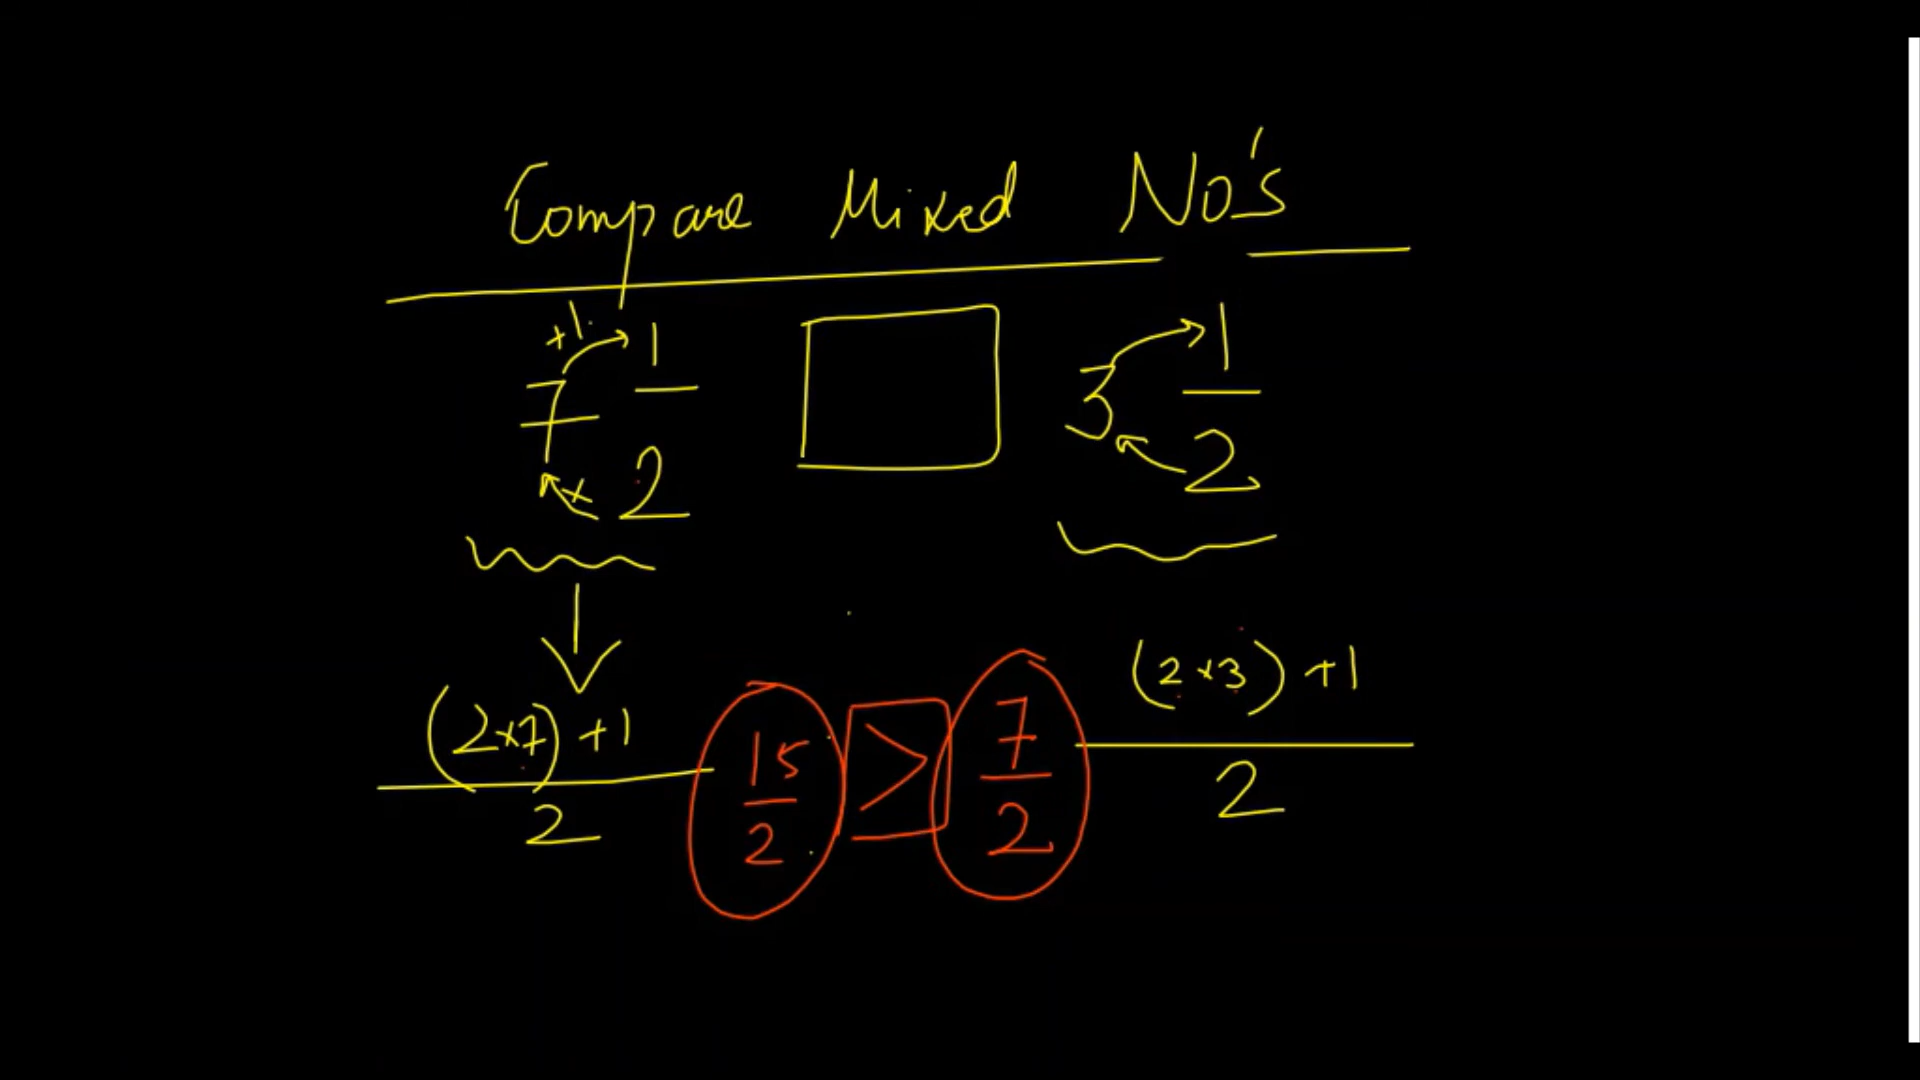 Compare Mixed No's
7 1/2 3 1/2
+1
×
(2×7)+1/2 15/2 > 7/2 (2×3)+1/2